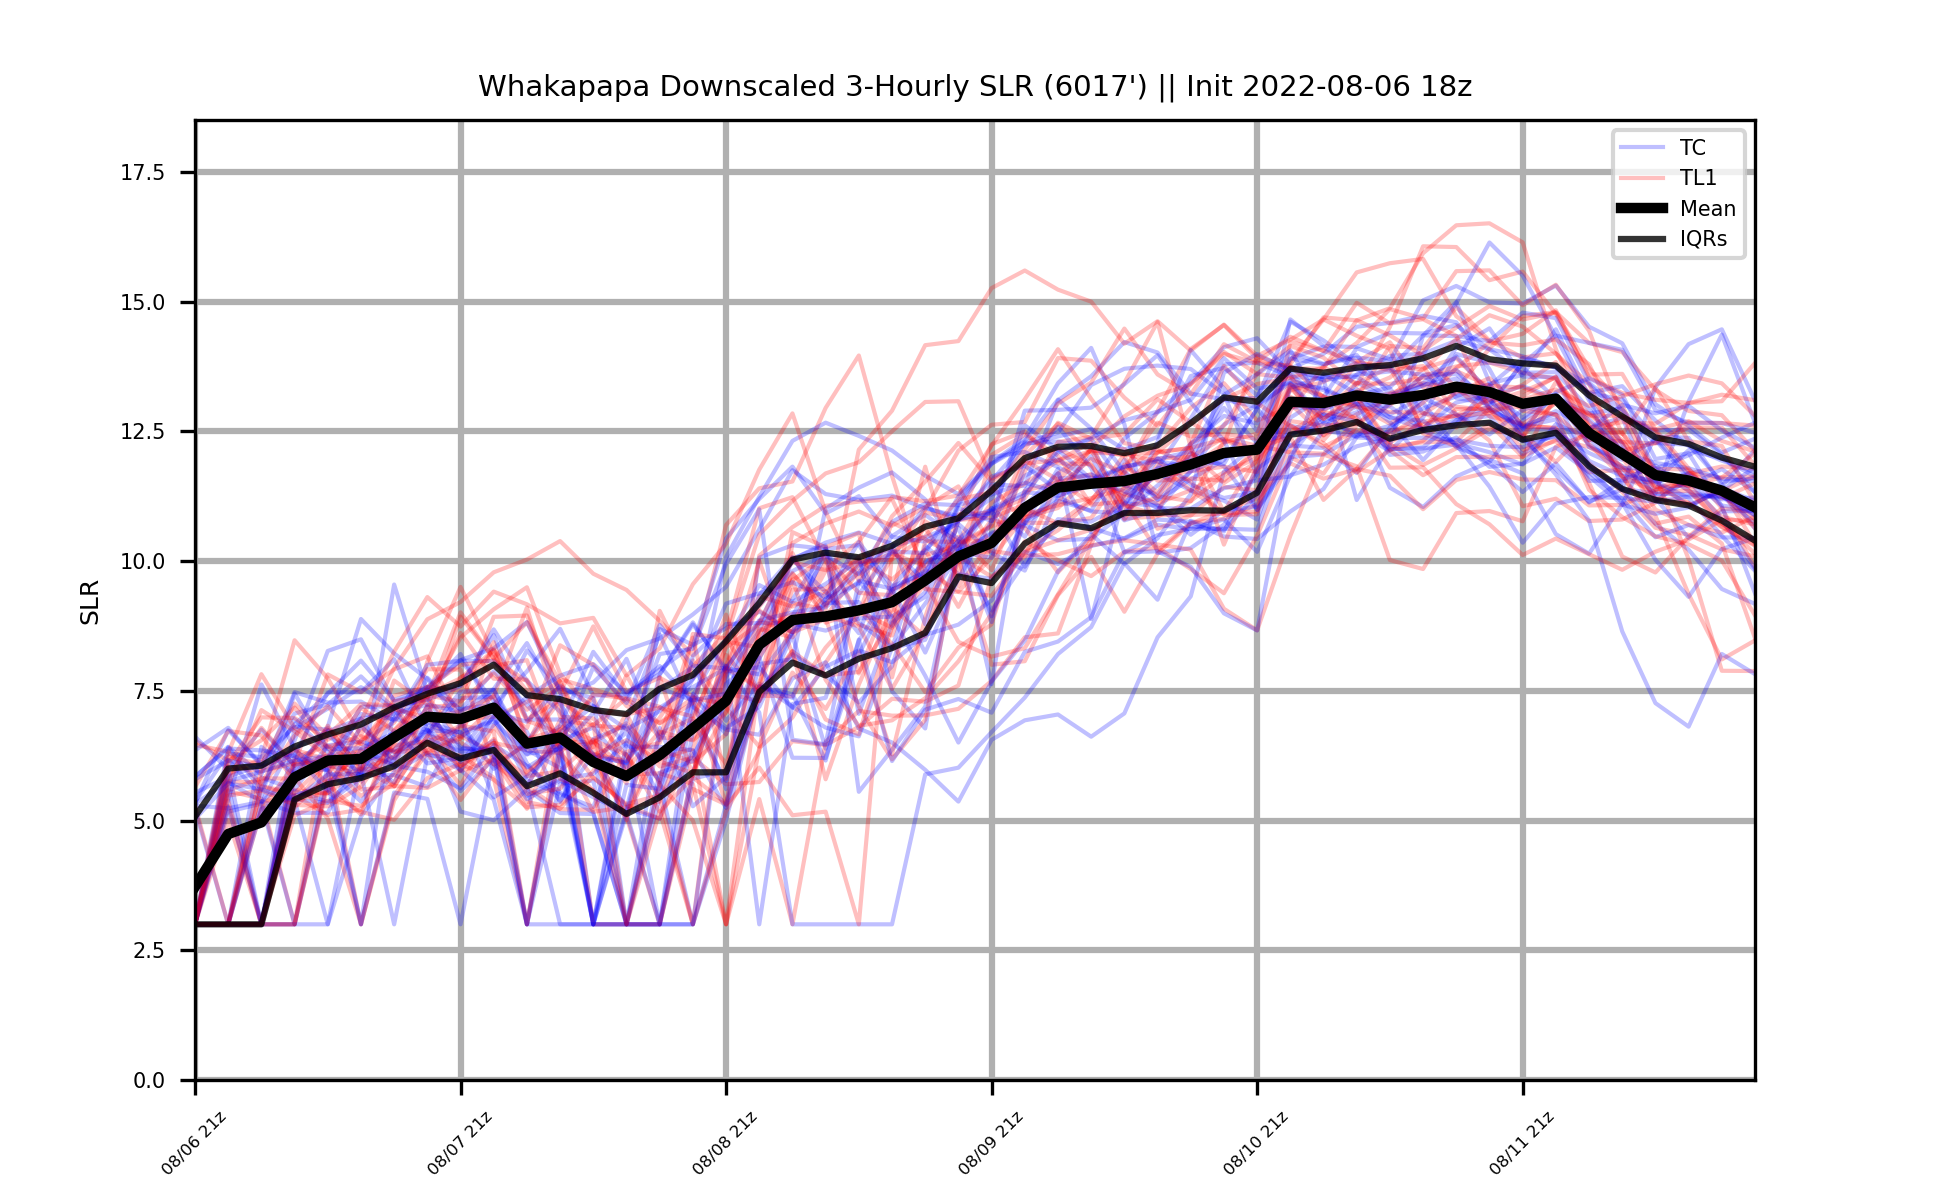 Whakapapa Downscaled 3-Hourly SLR (6017') || Init 2022-08-06 18z
TC
TL1
Mean
IQRs
SLR
17.5
15.0
12.5
10.0
7.5
5.0
2.5
0.0
08/06 21z
08/07 21z
08/08 21z
08/09 21z
08/10 21z
08/11 21z